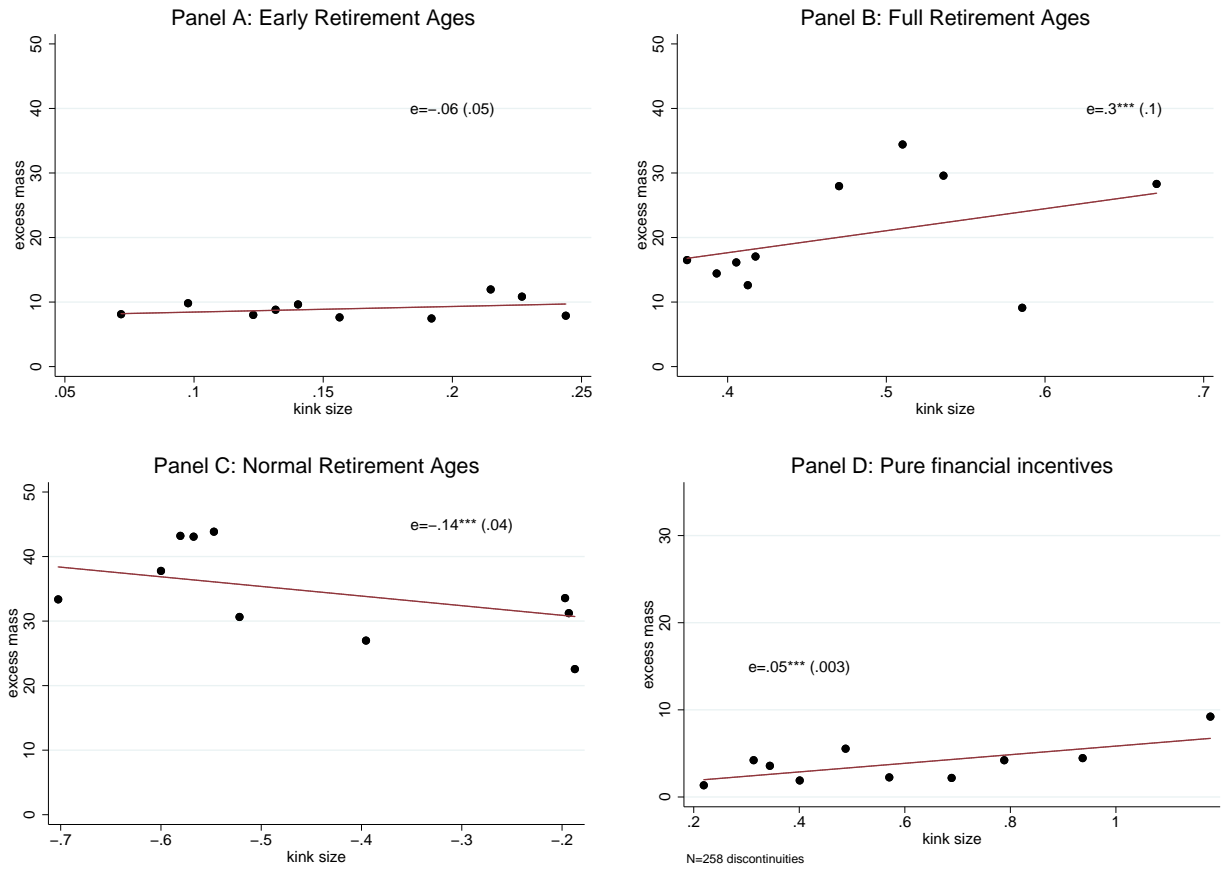 Panel A: Early Retirement Ages
50
40
30
20
10
0
excess mass
e=−.06 (.05)
.05 .1 .15 .2 .25
kink size
Panel B: Full Retirement Ages
50
40
30
20
10
0
excess mass
e=.3*** (.1)
.4 .5 .6 .7
kink size
Panel C: Normal Retirement Ages
50
40
30
20
10
0
excess mass
e=−.14*** (.04)
−.7 −.6 −.5 −.4 −.3 −.2
kink size
Panel D: Pure financial incentives
30
20
10
0
excess mass
e=.05*** (.003)
.2 .4 .6 .8 1
kink size
N=258 discontinuities